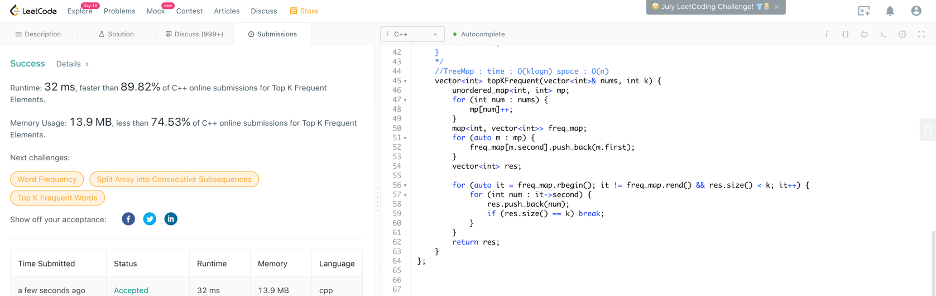 LeetCode Explore Day 19 Problems Mock new Contest Articles Discuss Store
July LeetCoding Challenge! ×
Description Solution Discuss (999+) Submissions
i C++ Autocomplete
Success Details >
Runtime: 32 ms, faster than 89.82% of C++ online submissions for Top K Frequent
Elements.
Memory Usage: 13.9 MB, less than 74.53% of C++ online submissions for Top K Frequent
Elements.
Next challenges:
Word Frequency Split Array into Consecutive Subsequences
Top K Frequent Words
Show off your acceptance:
Time Submitted Status Runtime Memory Language
a few seconds ago Accepted 32 ms 13.9 MB cpp
42 }
43 */
44 //TreeMap : time : O(klogn) space : O(n)
45 vector<int> topKFrequent(vector<int>& nums, int k) {
46 unordered_map<int, int> mp;
47 for (int num : nums) {
48 mp[num]++;
49 }
50 map<int, vector<int>> freq_map;
51 for (auto m : mp) {
52 freq_map[m.second].push_back(m.first);
53 }
54 vector<int> res;
55
56 for (auto it = freq_map.rbegin(); it != freq_map.rend() && res.size() < k; it++) {
57 for (int num : it->second) {
58 res.push_back(num);
59 if (res.size() == k) break;
60 }
61 }
62 return res;
63 }
64 };
65
66
67